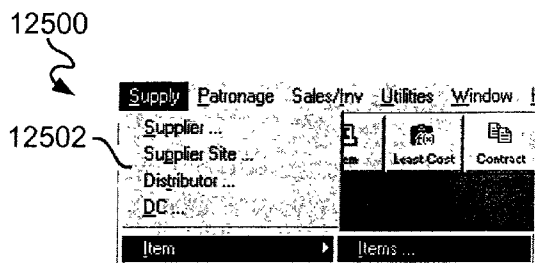 12500
Supply Patronage Sales/Inv Utilities Window
12502
Supplier ...
Supplier Site ...
Distributor ...
DC ...
Least Cost Contract
Item Items ...